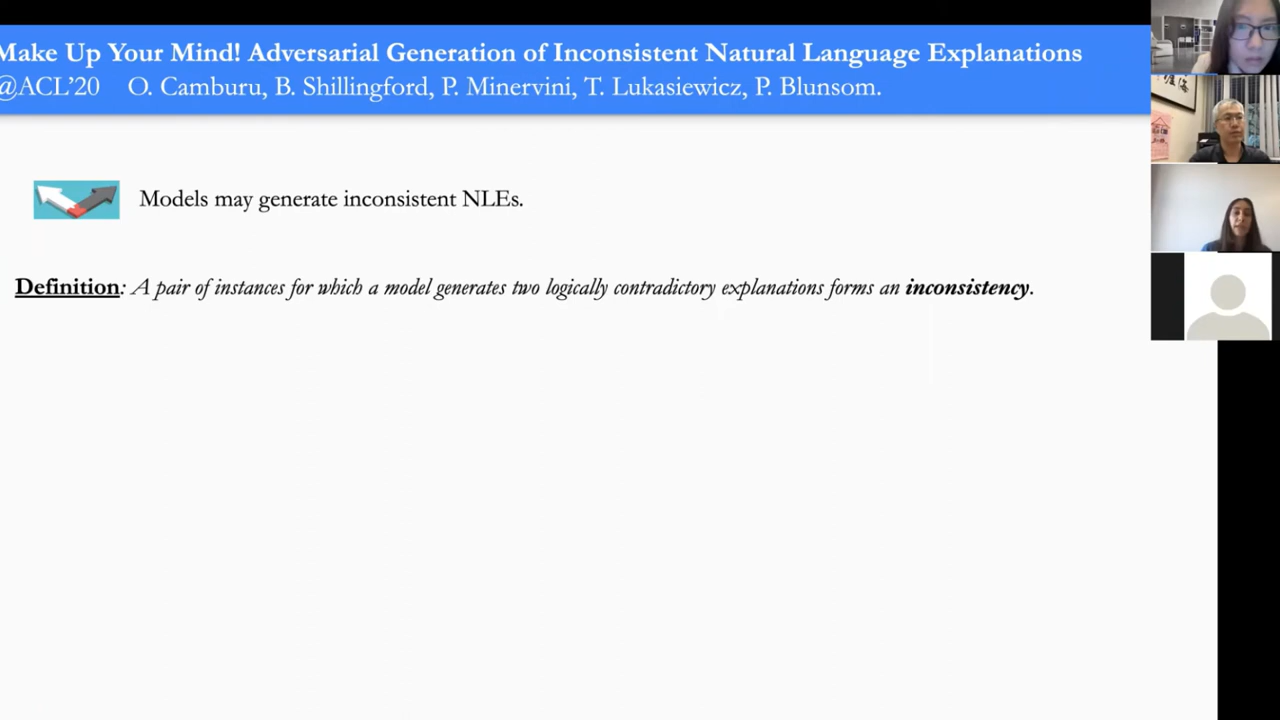 Make Up Your Mind! Adversarial Generation of Inconsistent Natural Language Explanations
@ACL'20 O. Camburu, B. Shillingford, P. Minervini, T. Lukasiewicz, P. Blunsom.
Models may generate inconsistent NLEs.
Definition: A pair of instances for which a model generates two logically contradictory explanations forms an inconsistency.